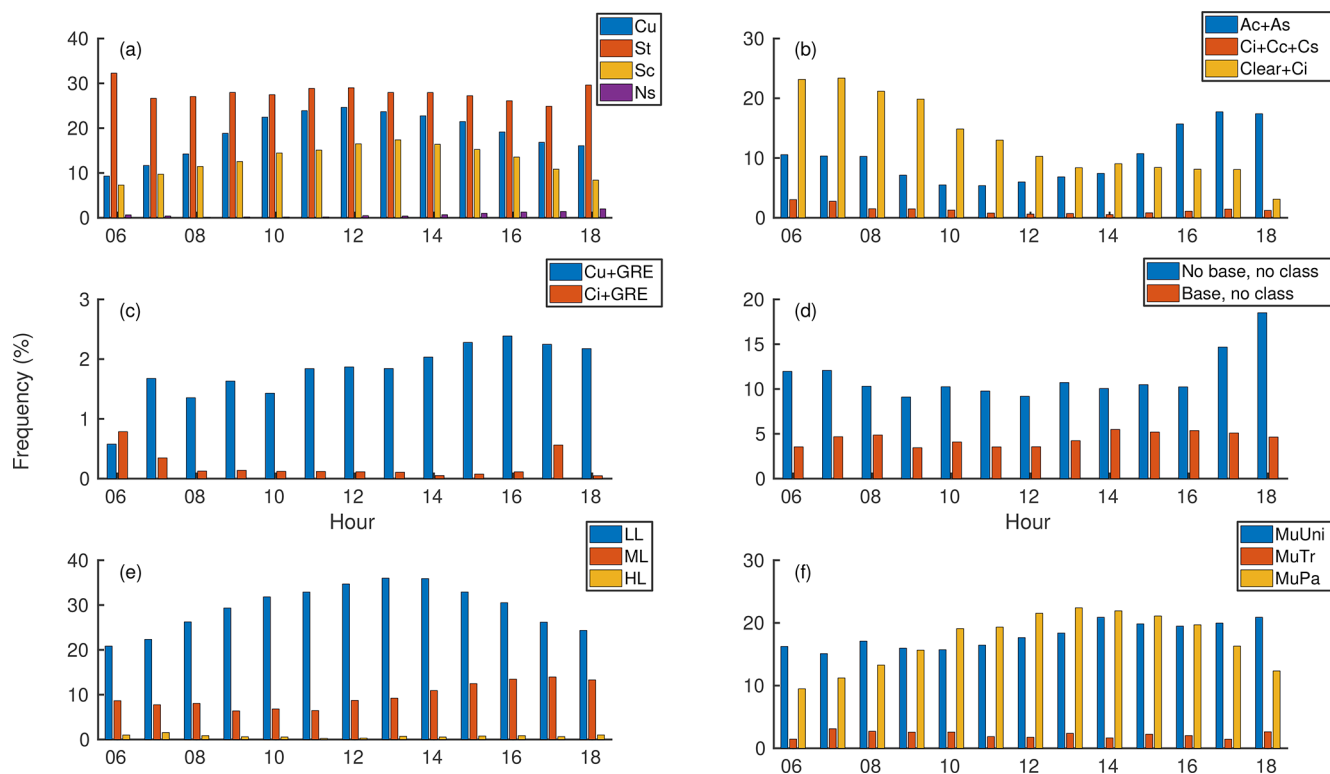 Cu
St
Sc
Ns
(a)
40
30
20
10
0
06 08 10 12 14 16 18
Ac+As
Ci+Cc+Cs
Clear+Ci
(b)
30
20
10
0
06 08 10 12 14 16 18
Cu+GRE
Ci+GRE
(c)
3
2
1
0
06 08 10 12 14 16 18
Hour
Frequency (%)
No base, no class
Base, no class
(d)
20
15
10
5
0
06 08 10 12 14 16 18
Hour
LL
ML
HL
(e)
40
30
20
10
0
06 08 10 12 14 16 18
MuUni
MuTr
MuPa
(f)
30
20
10
0
06 08 10 12 14 16 18